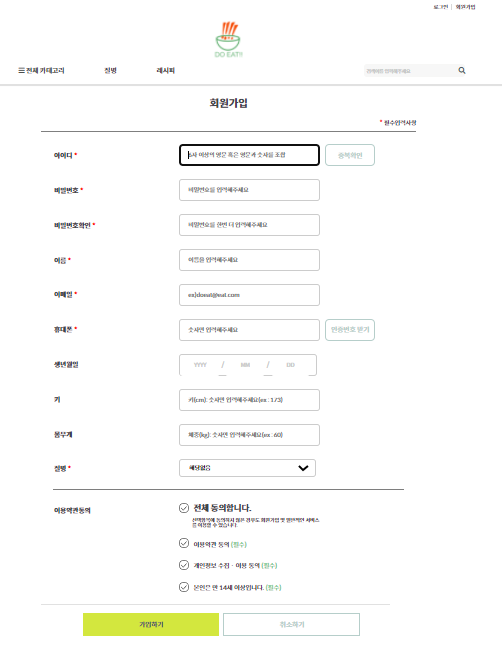 로그인 | 회원가입
DO EAT!!
전체 카테고리 질병 레시피
검색어를 입력해주세요
회원가입
* 필수입력사항
아이디 * 6자 이상의 영문 혹은 영문과 숫자를 조합 중복확인
비밀번호 * 비밀번호를 입력해주세요
비밀번호확인 * 비밀번호를 한번 더 입력해주세요
이름 * 이름을 입력해주세요
이메일 * ex)doeat@eat.com
휴대폰 * 숫자만 입력해주세요 인증번호 받기
생년월일 YYYY / MM / DD
키 키(cm): 숫자만 입력해주세요(ex : 173)
몸무게 체중(kg): 숫자만 입력해주세요(ex : 60)
질병 * 해당없음
이용약관동의 전체 동의합니다.
선택항목에 동의하지 않은 경우도 회원가입 및 일반적인 서비스
를 이용할 수 있습니다.
이용약관 동의 (필수)
개인정보 수집·이용 동의 (필수)
본인은 만 14세 이상입니다. (필수)
가입하기 취소하기